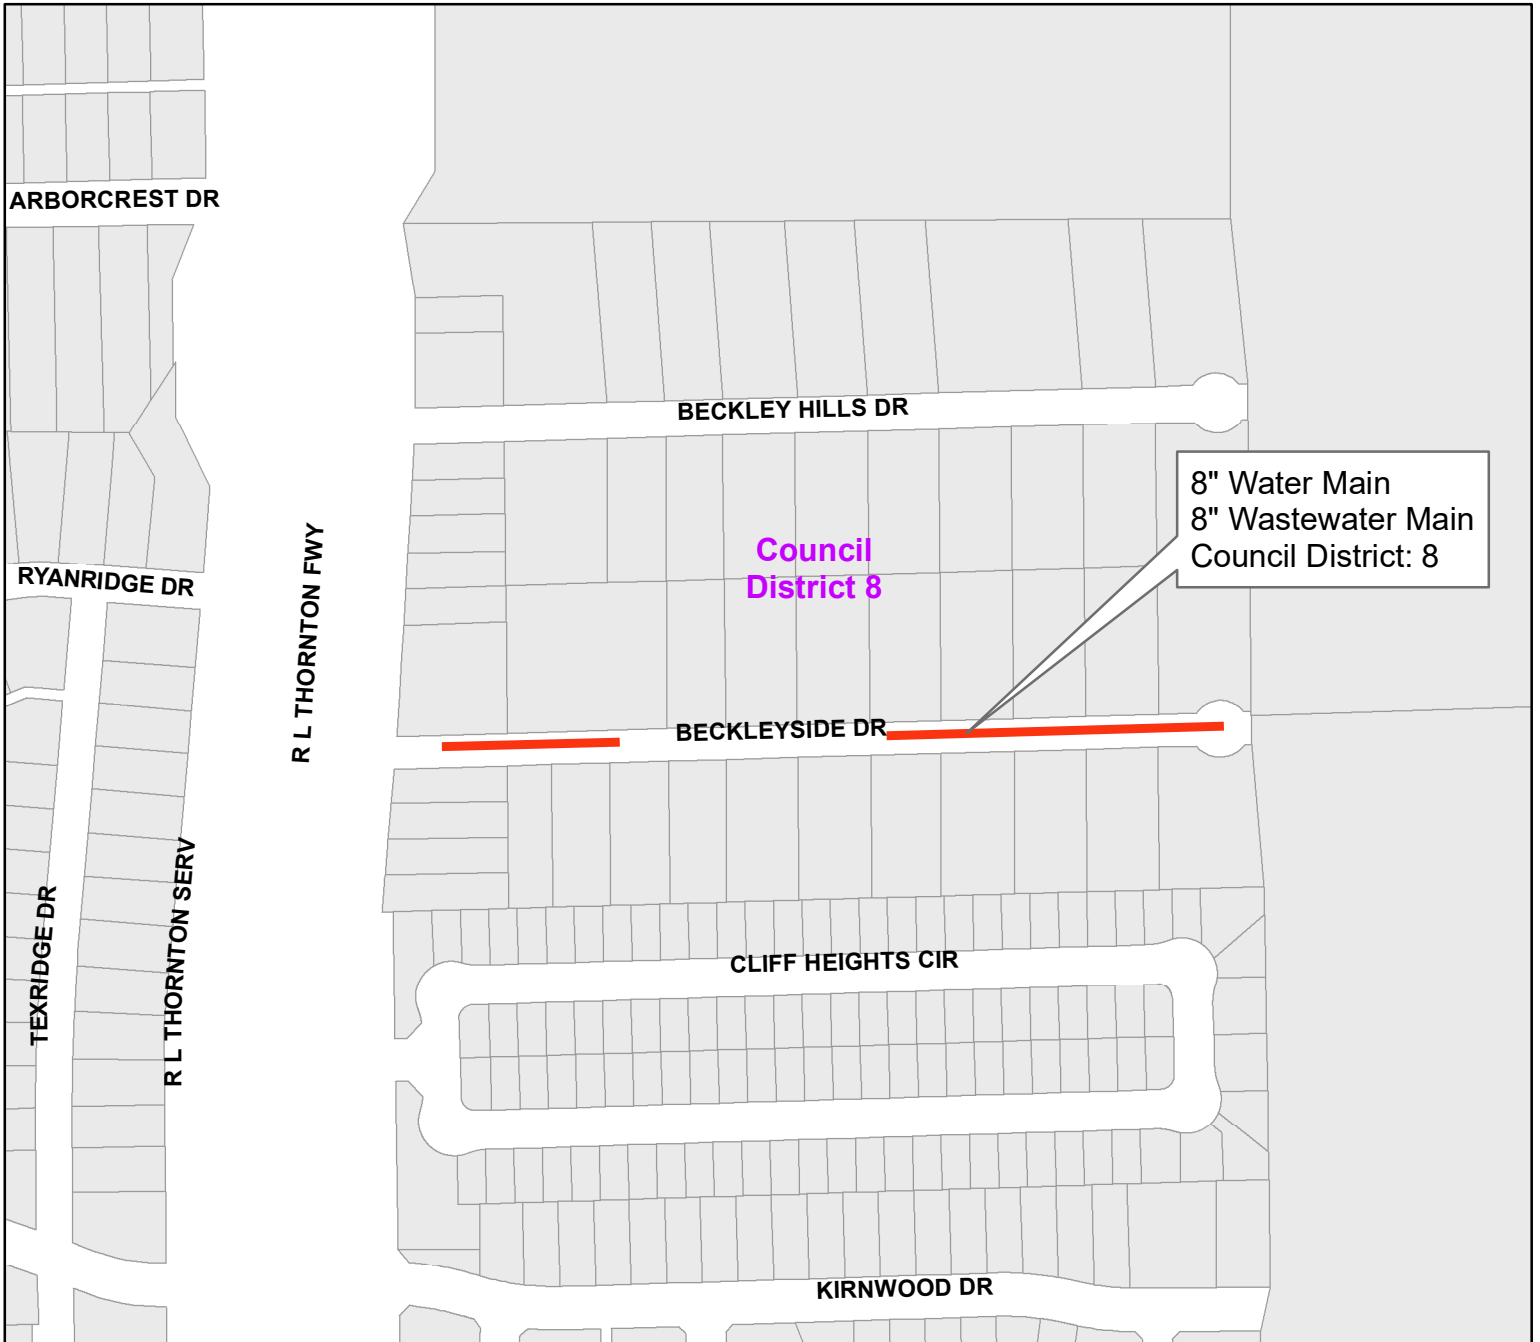 ARBORCREST DR
BECKLEY HILLS DR
8" Water Main
8" Wastewater Main
Council District: 8
Council
District 8
RYANRIDGE DR
R L THORNTON FWY
BECKLEYSIDE DR
R L THORNTON SERV
TEXRIDGE DR
CLIFF HEIGHTS CIR
KIRNWOOD DR